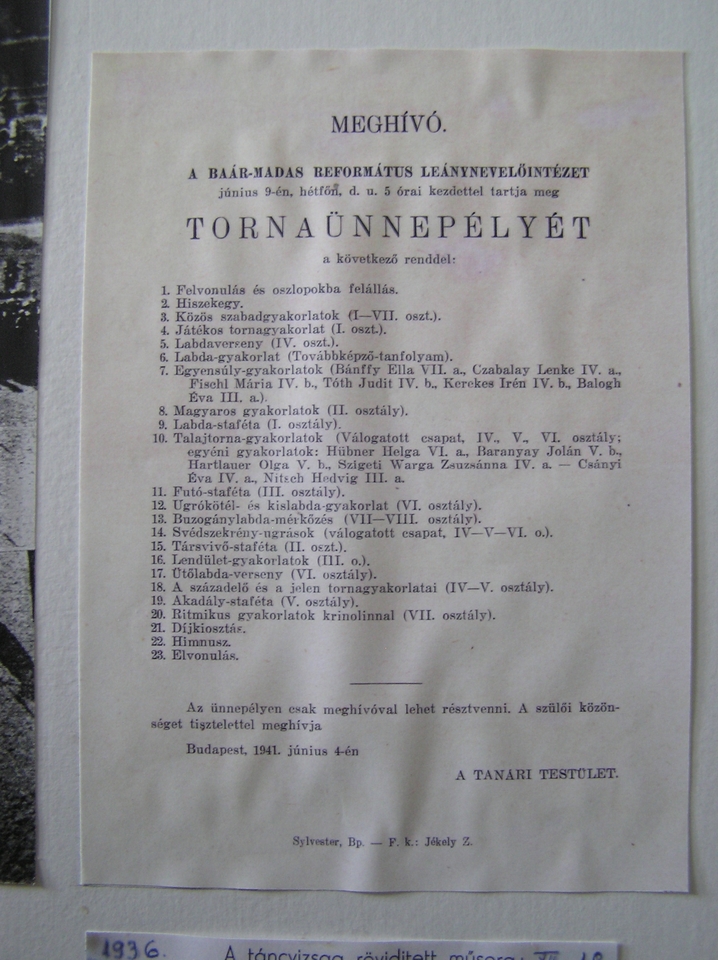 MEGHÍVÓ.
A BAÁR-MADAS REFORMÁTUS LEÁNYNEVELŐINTÉZET
június 9-én, hétfőn, d. u. 5 órai kezdettel tartja meg
TORNAÜNNEPÉLYÉT
a következő renddel:
1. Felvonulás és oszlopokba felállás.
2. Hiszekegy.
3. Közös szabadgyakorlatok (I—VII. oszt.).
4. Játékos tornagyakorlat (I. oszt.).
5. Labdaverseny (IV. oszt.).
6. Labda-gyakorlat (Továbbképző-tanfolyam).
7. Egyensúly-gyakorlatok (Bánffy Ella VII. a., Czabalay Lenke IV. a.,
Fischl Mária IV. b., Tóth Judit IV. b., Kerekes Irén IV. b., Balogh
Éva III. a.).
8. Magyaros gyakorlatok (II. osztály).
9. Labda-staféta (I. osztály).
10. Talajtorna-gyakorlatok (Válogatott csapat, IV., V., VI. osztály;
egyéni gyakorlatok: Hübner Helga VI. a., Baranyay Jolán V. b.,
Hartlauer Olga V. b., Szigeti Warga Zsuzsánna IV. a. — Csányi
Éva IV. a., Nitsch Hedvig III. a.
11. Futó-staféta (III. osztály).
12. Ugrókötél- és kislabda-gyakorlat (VI. osztály).
13. Buzogánylabda-mérkőzés (VII—VIII. osztály).
14. Svédszekrény-ugrások (válogatott csapat, IV—V—VI. o.).
15. Társvivő-staféta (II. oszt.).
16. Lendület-gyakorlatok (III. o.).
17. Ütőlabda-verseny (VI. osztály).
18. A századelő és a jelen tornagyakorlatai (IV—V. osztály).
19. Akadály-staféta (V. osztály).
20. Ritmikus gyakorlatok krinolinnal (VII. osztály).
21. Díjkiosztás.
22. Himnusz.
23. Elvonulás.
Az ünnepélyen csak meghívóval lehet résztvenni. A szülői közön-
séget tisztelettel meghívja
Budapest, 1941. június 4-én
A TANÁRI TESTÜLET.
Sylvester, Bp. — F. k.: Jékely Z.
1936. A táncvizsga rövidített műsora: